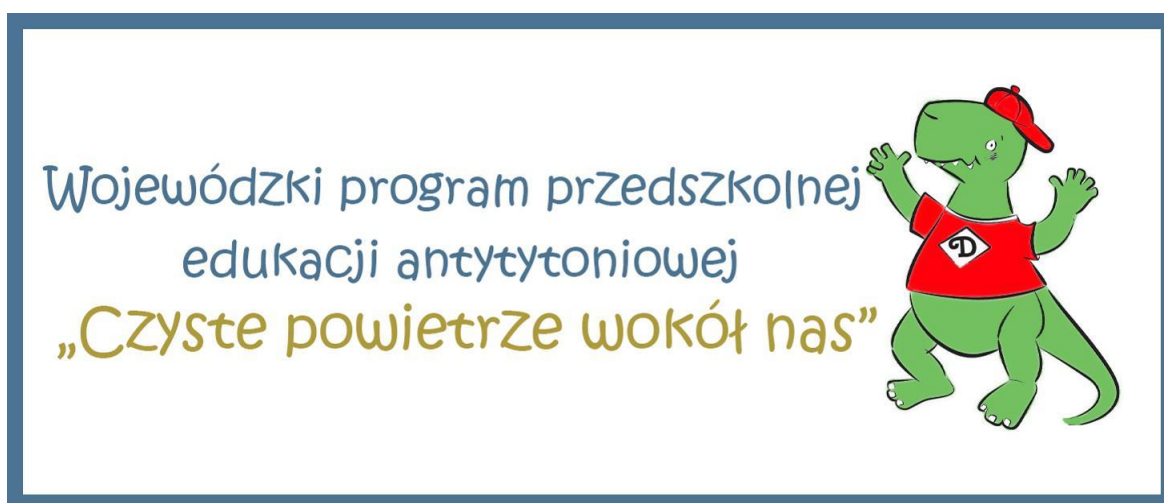 Wojewódzki program przedszkolnej
edukacji antytytoniowej
„Czyste powietrze wokół nas”
D